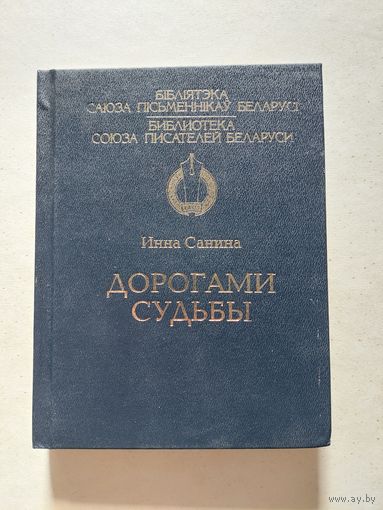 БІБЛІЯТЭКА
САЮЗА ПІСЬМЕННІКАЎ БЕЛАРУСІ
БИБЛИОТЕКА
СОЮЗА ПИСАТЕЛЕЙ БЕЛАРУСИ
Инна Санина
ДОРОГАМИ
СУДЬБЫ
www.ay.by